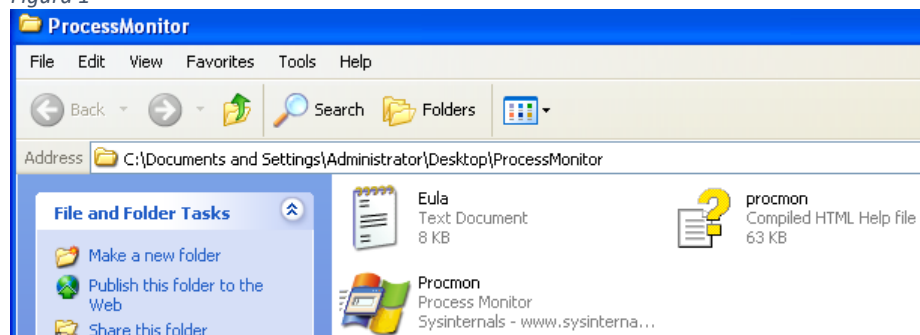 Figura 1
ProcessMonitor
File Edit View Favorites Tools Help
Back Search Folders
Address C:\Documents and Settings\Administrator\Desktop\ProcessMonitor
File and Folder Tasks
Make a new folder
Publish this folder to the
Web
Share this folder
Eula
Text Document
8 KB
procmon
Compiled HTML Help file
63 KB
Procmon
Process Monitor
Sysinternals - www.sysinterna...